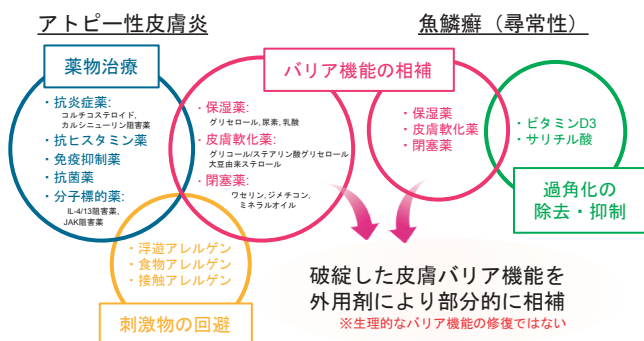 アトピー性皮膚炎
薬物治療
・抗炎症薬:
コルチコステロイド,
カルシニューリン阻害薬
・抗ヒスタミン薬
・免疫抑制薬
・抗菌薬
・分子標的薬:
IL-4/13阻害薬,
JAK阻害薬
・浮遊アレルゲン
・食物アレルゲン
・接触アレルゲン
刺激物の回避
バリア機能の相補
・保湿薬:
グリセロール, 尿素, 乳酸
・皮膚軟化薬:
グリコール/ステアリン酸グリセロール
大豆由来ステロール
・閉塞薬:
ワセリン, ジメチコン,
ミネラルオイル
魚鱗癬（尋常性）
・保湿薬
・皮膚軟化薬
・閉塞薬
・ビタミンD3
・サリチル酸
過角化の
除去・抑制
破綻した皮膚バリア機能を
外用剤により部分的に相補
※生理的なバリア機能の修復ではない